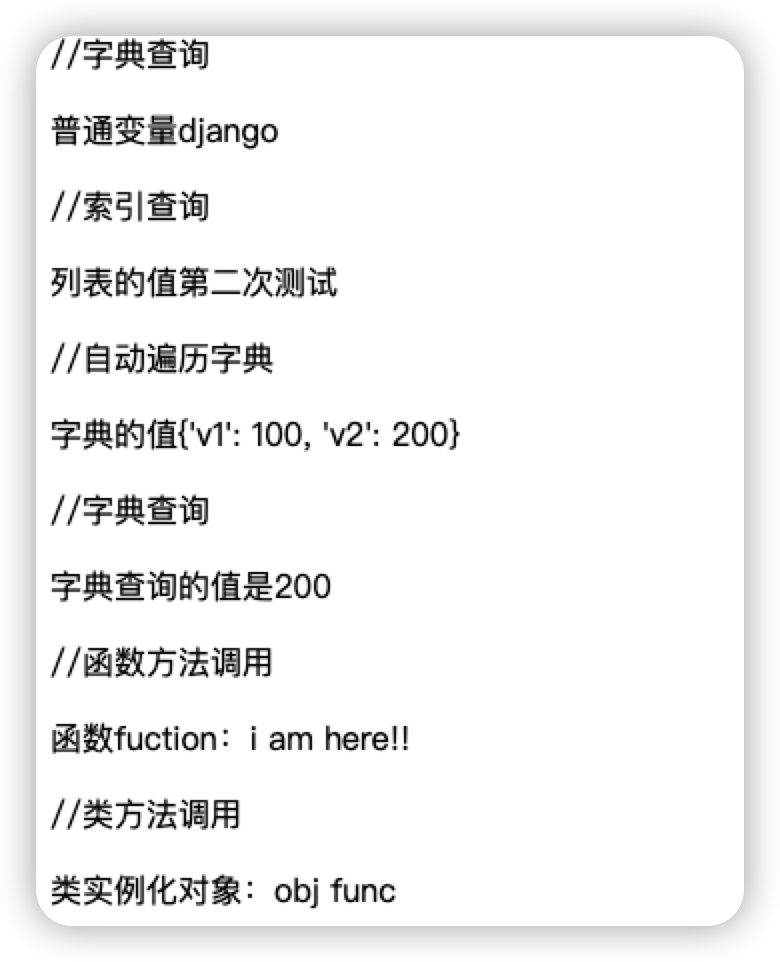 //字典查询
普通变量django
//索引查询
列表的值第二次测试
//自动遍历字典
字典的值{'v1': 100, 'v2': 200}
//字典查询
字典查询的值是200
//函数方法调用
函数fuction：i am here!!
//类方法调用
类实例化对象：obj func